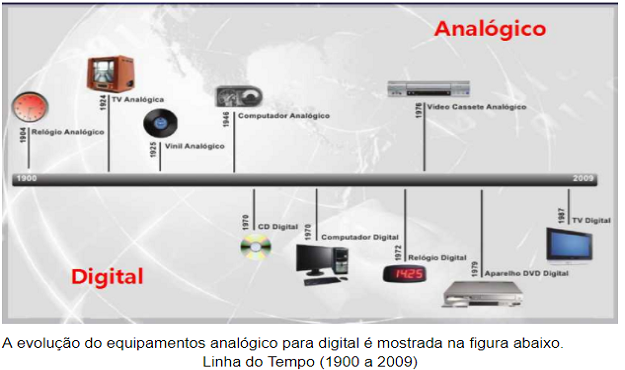 Analógico
1904
Relógio Analógico
1924
TV Analógica
1925
Vinil Analógico
1946
Computador Analógico
1976
Vídeo Cassete Analógico
1900
2009
1970
CD Digital
1970
Computador Digital
1972
Relógio Digital
1425
1979
Aparelho DVD Digital
1987
TV Digital
Digital
A evolução do equipamentos analógico para digital é mostrada na figura abaixo.
Linha do Tempo (1900 a 2009)